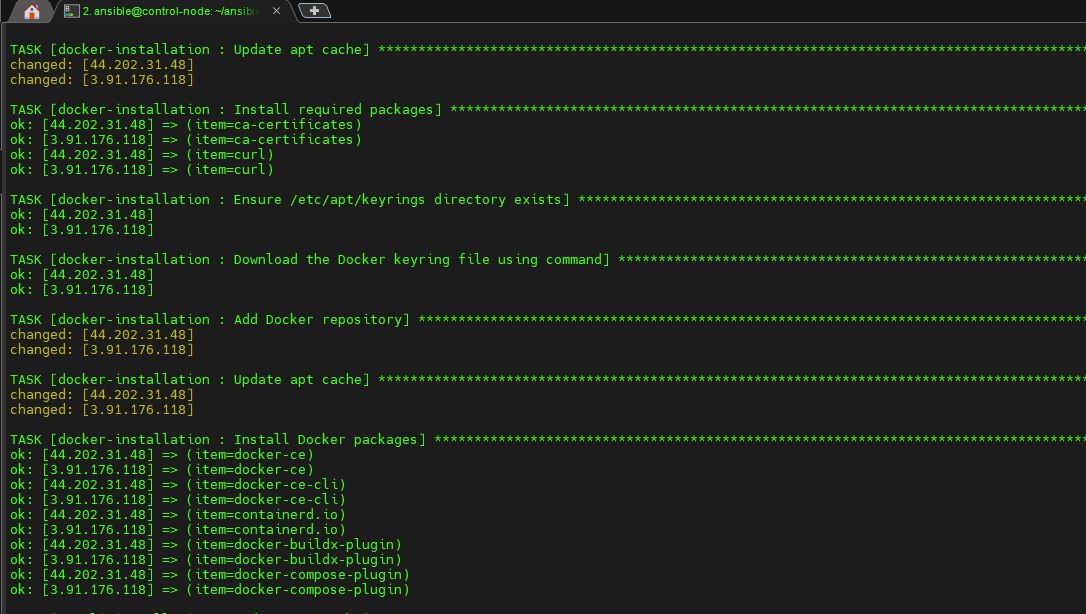 2. ansible@control-node: ~/ansible
TASK [docker-installation : Update apt cache] ****************************************************************************************
changed: [44.202.31.48]
changed: [3.91.176.118]
TASK [docker-installation : Install required packages] *******************************************************************************
ok: [44.202.31.48] => (item=ca-certificates)
ok: [3.91.176.118] => (item=ca-certificates)
ok: [44.202.31.48] => (item=curl)
ok: [3.91.176.118] => (item=curl)
TASK [docker-installation : Ensure /etc/apt/keyrings directory exists] ***************************************************************
ok: [44.202.31.48]
ok: [3.91.176.118]
TASK [docker-installation : Download the Docker keyring file using command] **********************************************************
ok: [44.202.31.48]
ok: [3.91.176.118]
TASK [docker-installation : Add Docker repository] ***********************************************************************************
changed: [44.202.31.48]
changed: [3.91.176.118]
TASK [docker-installation : Update apt cache] ****************************************************************************************
changed: [44.202.31.48]
changed: [3.91.176.118]
TASK [docker-installation : Install Docker packages] *********************************************************************************
ok: [44.202.31.48] => (item=docker-ce)
ok: [3.91.176.118] => (item=docker-ce)
ok: [44.202.31.48] => (item=docker-ce-cli)
ok: [3.91.176.118] => (item=docker-ce-cli)
ok: [44.202.31.48] => (item=containerd.io)
ok: [3.91.176.118] => (item=containerd.io)
ok: [44.202.31.48] => (item=docker-buildx-plugin)
ok: [3.91.176.118] => (item=docker-buildx-plugin)
ok: [44.202.31.48] => (item=docker-compose-plugin)
ok: [3.91.176.118] => (item=docker-compose-plugin)